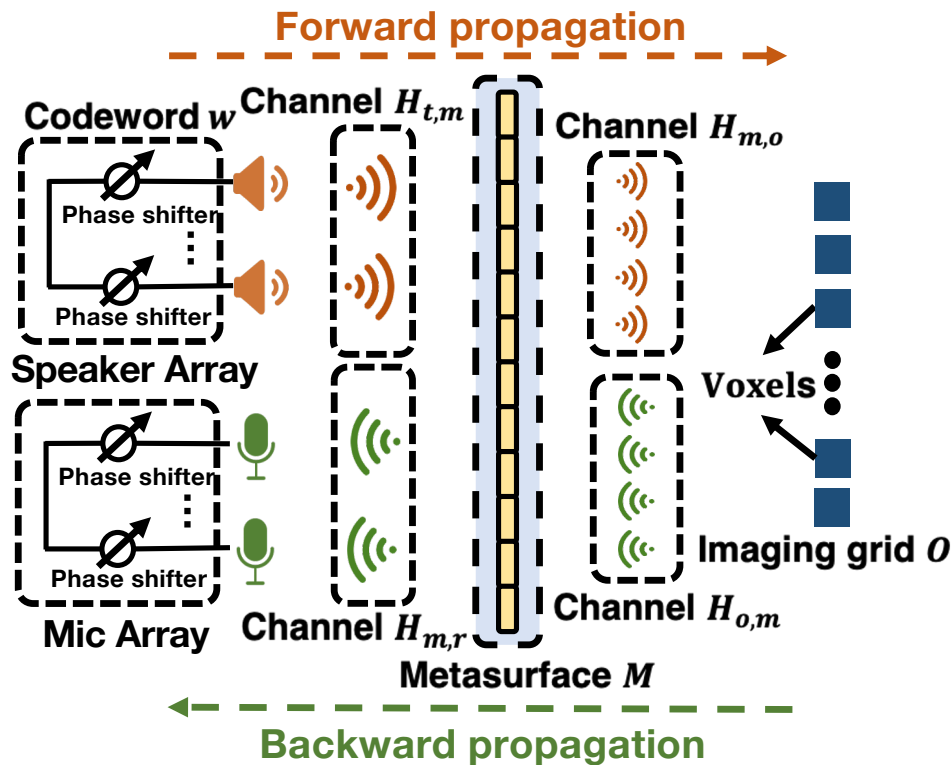 Forward propagation
Codeword w
Channel H_{t,m}
Channel H_{m,o}
Phase shifter
Phase shifter
Speaker Array
Voxels
Phase shifter
Phase shifter
Mic Array
Channel H_{m,r}
Imaging grid O
Channel H_{o,m}
Metasurface M
Backward propagation